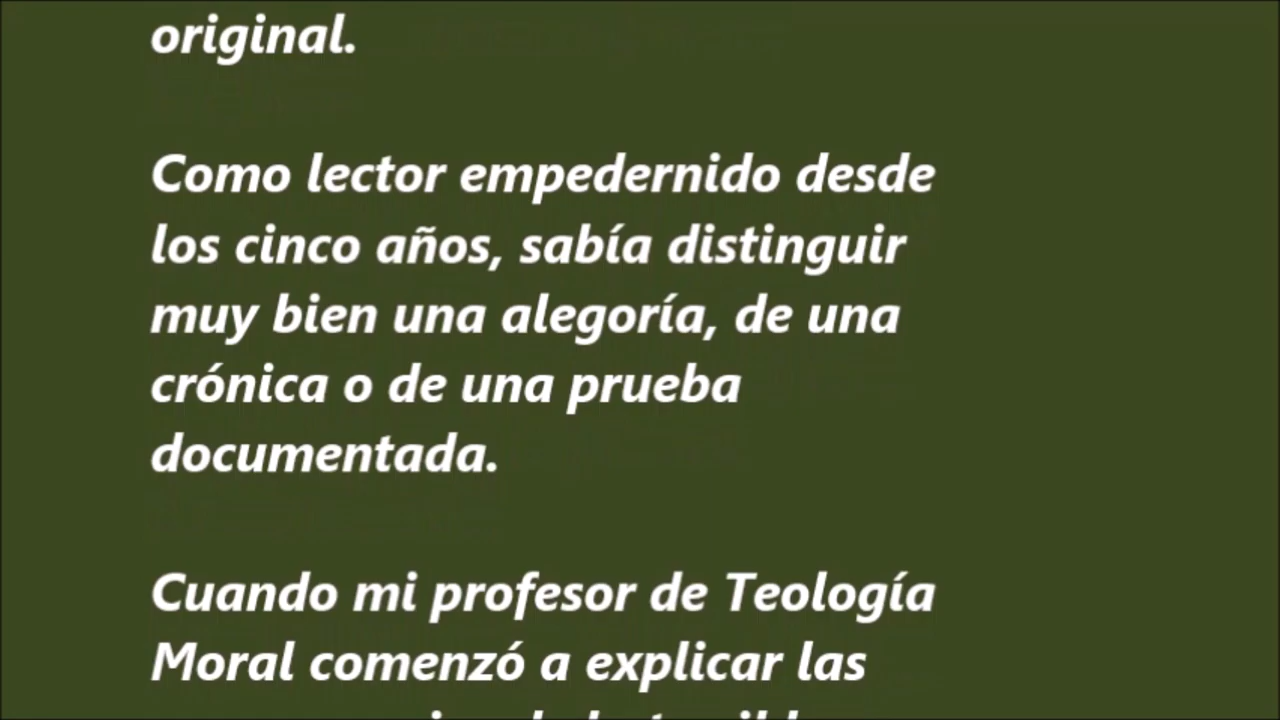 original.
Como lector empedernido desde
los cinco años, sabía distinguir
muy bien una alegoría, de una
crónica o de una prueba
documentada.
Cuando mi profesor de Teología
Moral comenzó a explicar las